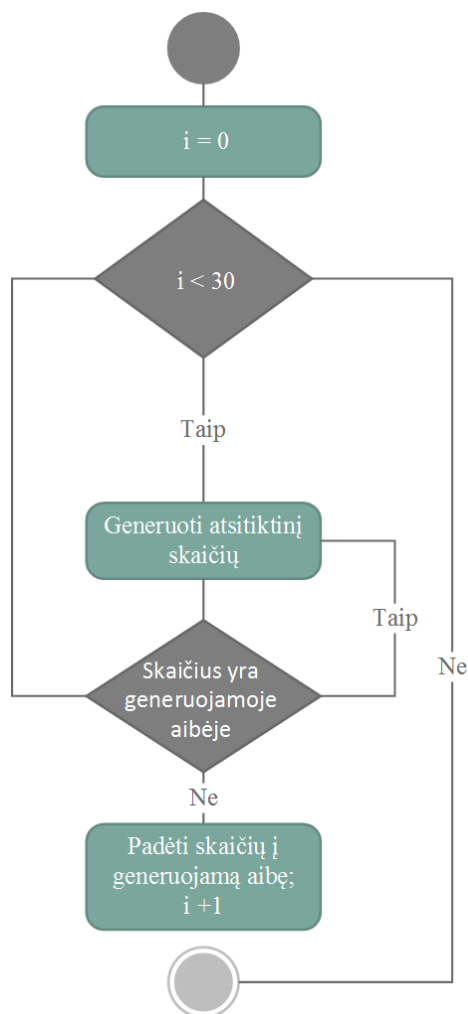 i = 0
i < 30
Taip
Generuoti atsitiktinį
skaičių
Taip
Skaičius yra
generuojamoje
aibėje
Ne
Ne
Padėti skaičių į
generuojamą aibę;
i +1